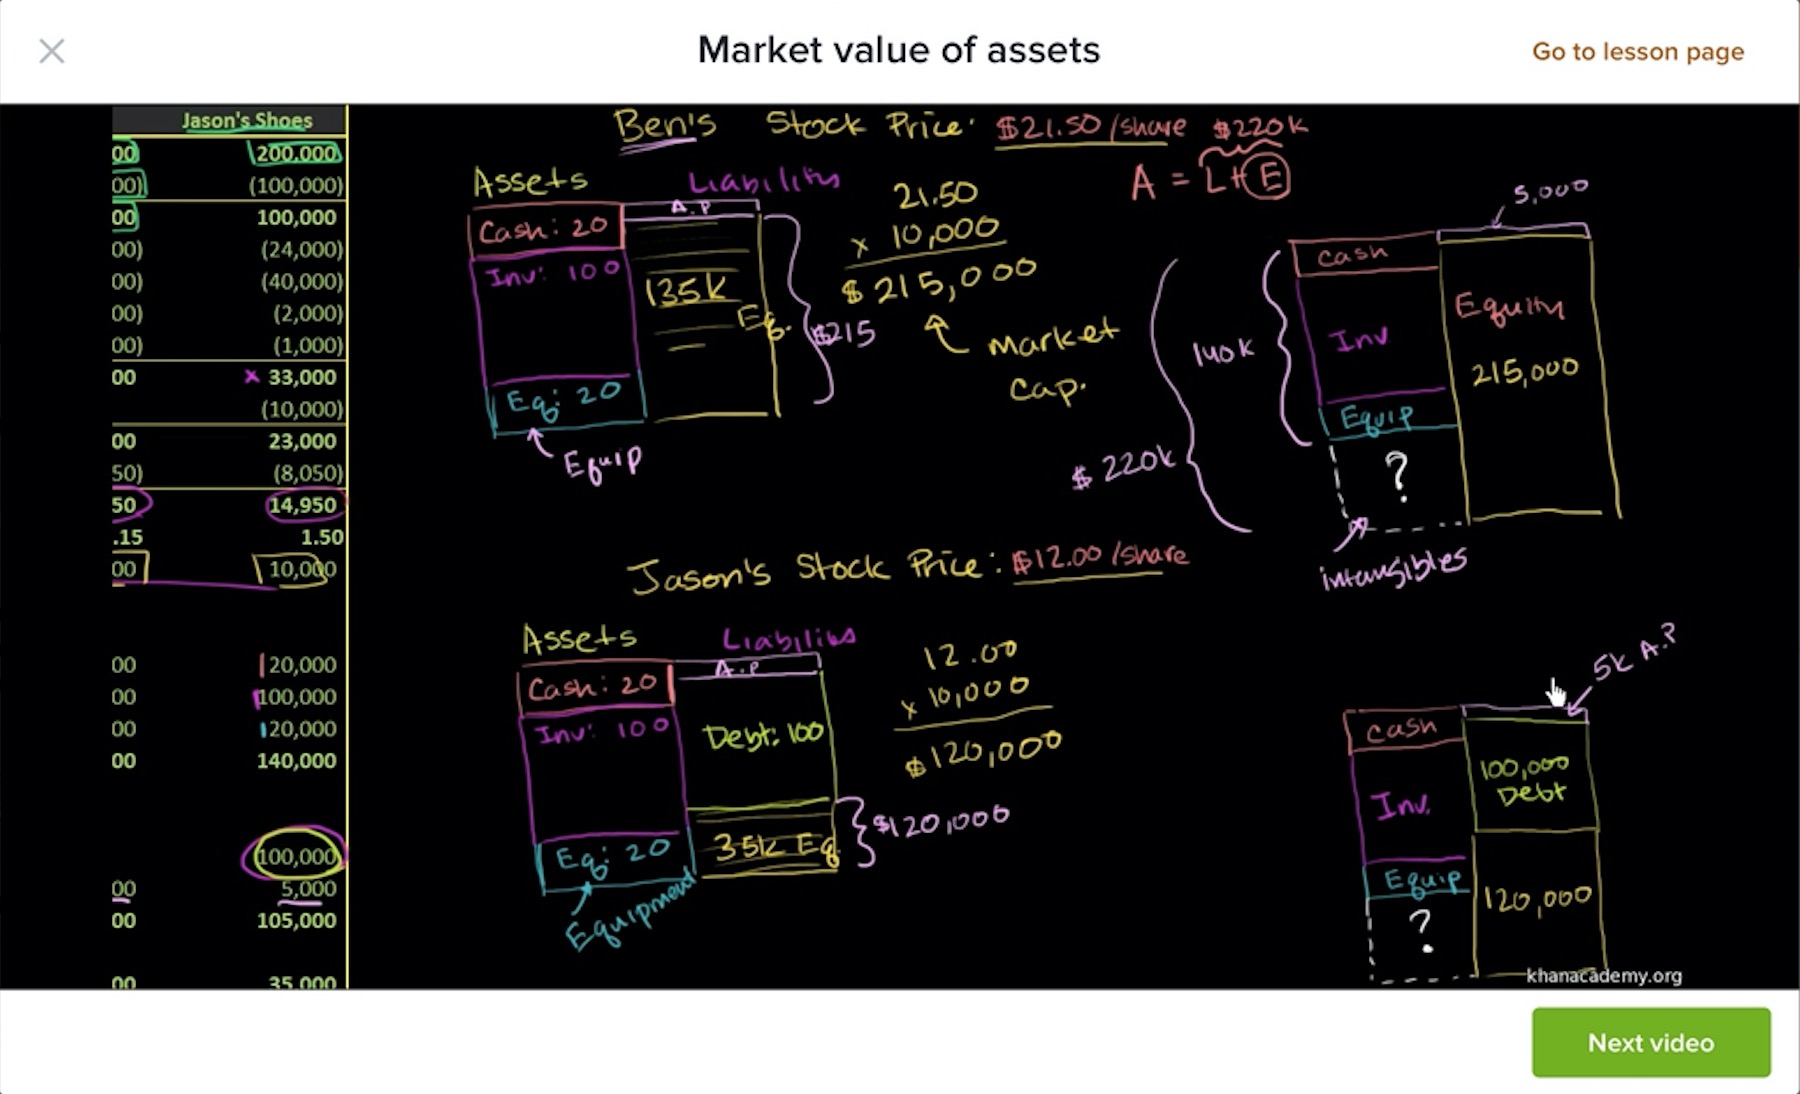 Market value of assets
Go to lesson page
Jason's Shoes
00 200,000
00) (100,000)
00 100,000
00) (24,000)
00) (40,000)
00) (2,000)
00) (1,000)
00 x 33,000
(10,000)
00 23,000
50) (8,050)
50 14,950
.15 1.50
00 10,000
00 20,000
00 100,000
00 120,000
00 140,000
100,000
00 5,000
00 105,000
00 35,000
Ben's Stock Price: $21.50/share $220k
A = L+E
Assets Liability
A.P
Cash: 20
Inv: 100
135K
Eq.
$215
Eq: 20
Equip
21.50
x 10,000
$215,000
Market
Cap.
5,000
Cash
Equity
Inv
215,000
Equip
?
140K
$220k
intangibles
Jason's Stock Price: $12.00/share
Assets Liabilities
A.P
Cash: 20
Inv: 100
Debt: 100
Eq: 20
35K Eq
$120,000
Equipment
12.00
x 10,000
$120,000
5K A.P
Cash
100,000
Debt
Inv.
Equip
120,000
?
khanacademy.org
Next video